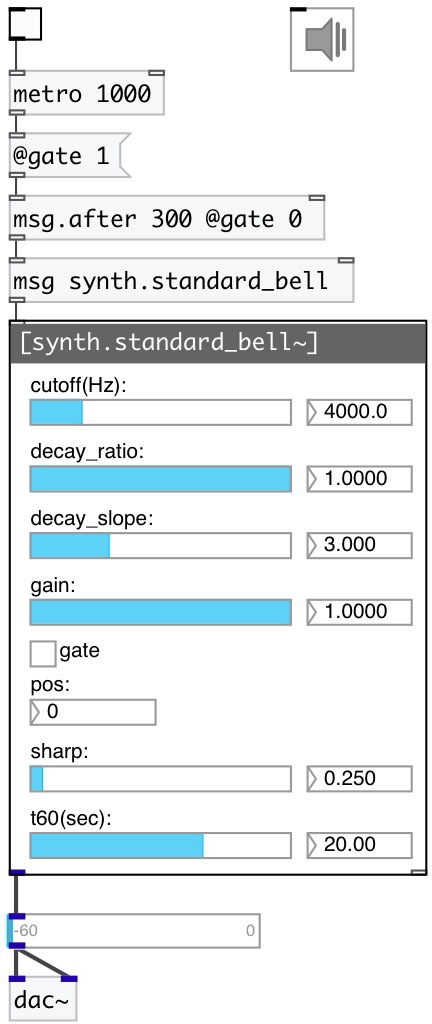 metro 1000
@gate 1
msg.after 300 @gate 0
msg synth.standard_bell
[synth.standard_bell~]
cutoff(Hz):
4000.0
decay_ratio:
1.0000
decay_slope:
3.000
gain:
1.0000
gate
pos:
0
sharp:
0.250
t60(sec):
20.00
-60 0
dac~